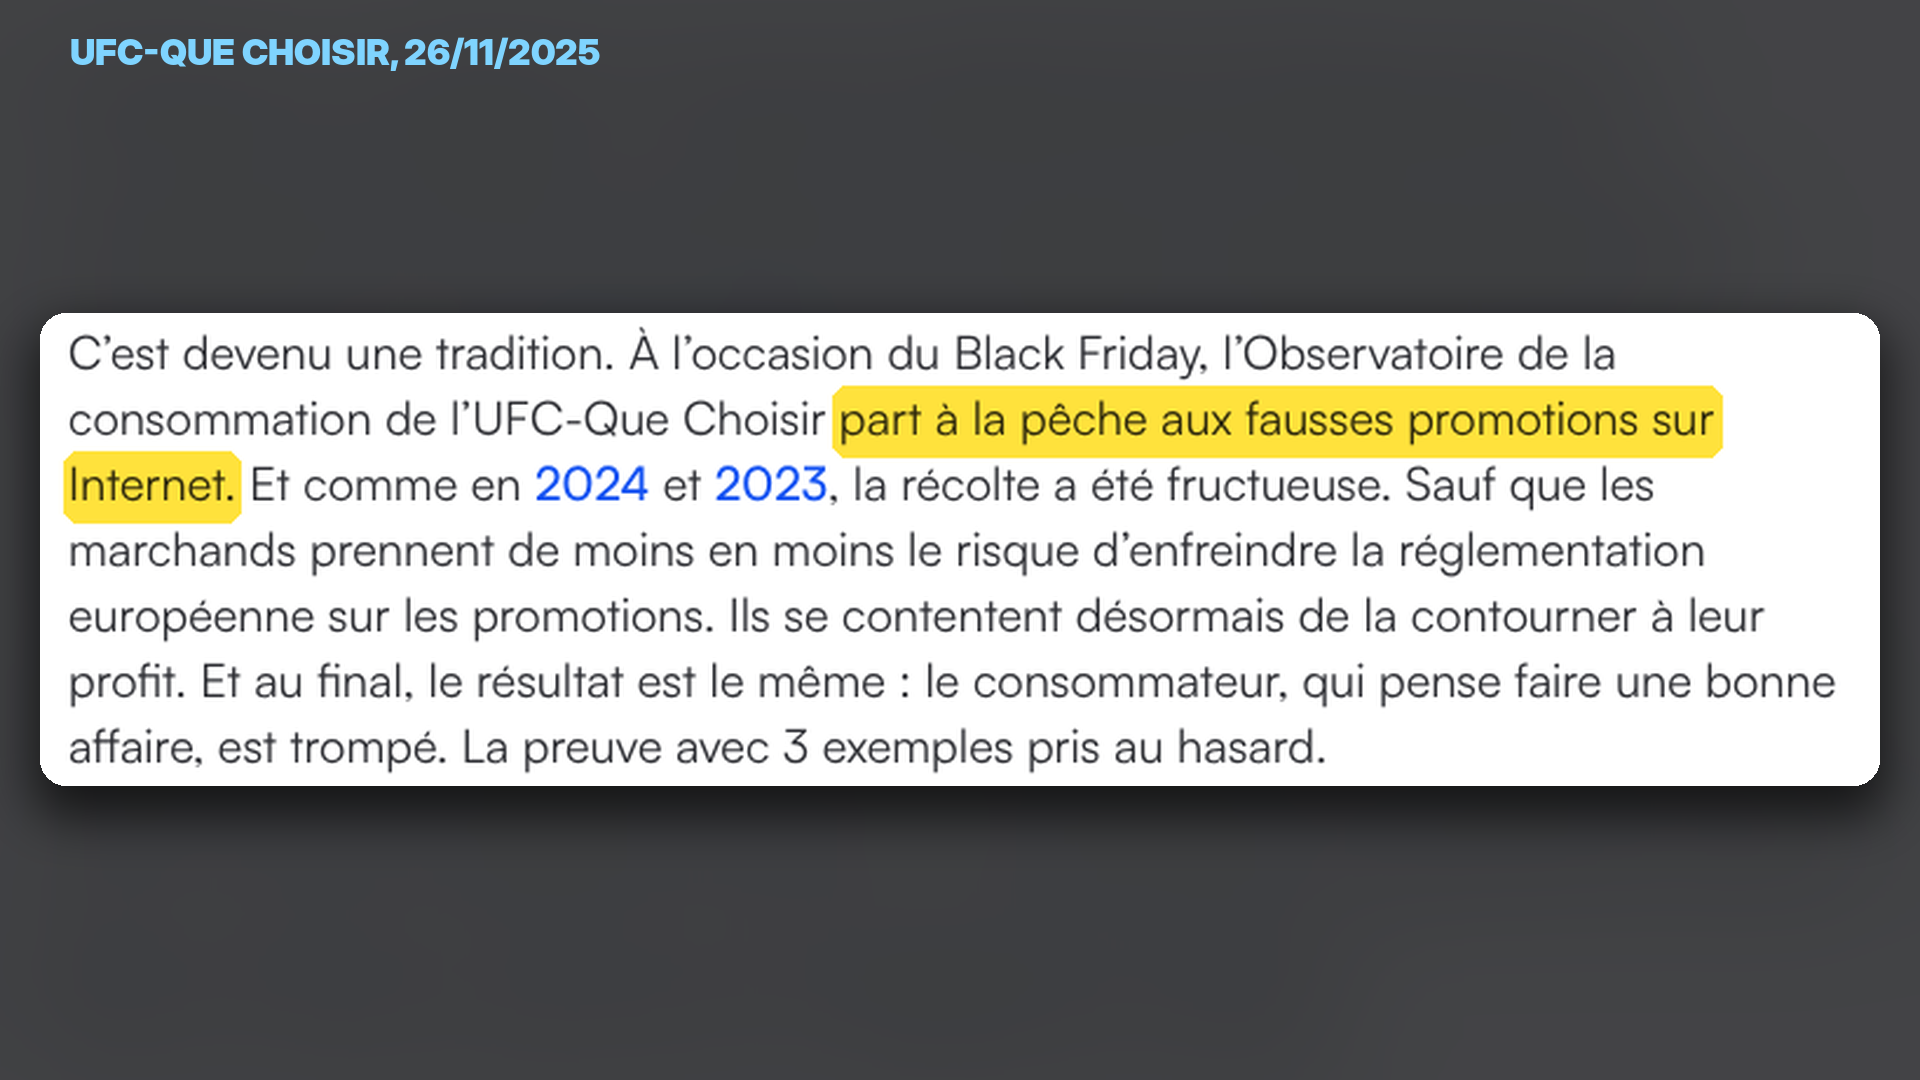 UFC-QUE CHOISIR, 26/11/2025
C’est devenu une tradition. À l’occasion du Black Friday, l’Observatoire de la
consommation de l’UFC-Que Choisir part à la pêche aux fausses promotions sur
Internet. Et comme en 2024 et 2023, la récolte a été fructueuse. Sauf que les
marchands prennent de moins en moins le risque d’enfreindre la réglementation
européenne sur les promotions. Ils se contentent désormais de la contourner à leur
profit. Et au final, le résultat est le même : le consommateur, qui pense faire une bonne
affaire, est trompé. La preuve avec 3 exemples pris au hasard.